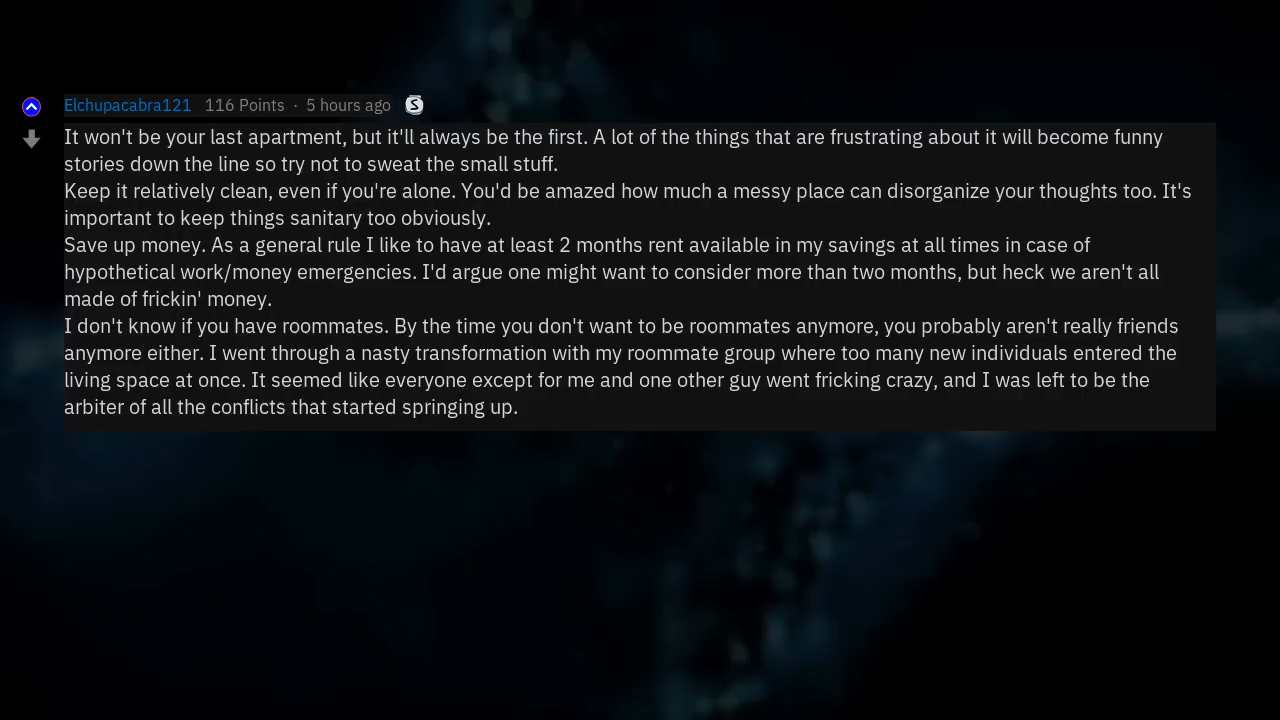 Elchupacabra121 116 Points · 5 hours ago
It won't be your last apartment, but it'll always be the first. A lot of the things that are frustrating about it will become funny
stories down the line so try not to sweat the small stuff.
Keep it relatively clean, even if you're alone. You'd be amazed how much a messy place can disorganize your thoughts too. It's
important to keep things sanitary too obviously.
Save up money. As a general rule I like to have at least 2 months rent available in my savings at all times in case of
hypothetical work/money emergencies. I'd argue one might want to consider more than two months, but heck we aren't all
made of frickin' money.
I don't know if you have roommates. By the time you don't want to be roommates anymore, you probably aren't really friends
anymore either. I went through a nasty transformation with my roommate group where too many new individuals entered the
living space at once. It seemed like everyone except for me and one other guy went fricking crazy, and I was left to be the
arbiter of all the conflicts that started springing up.